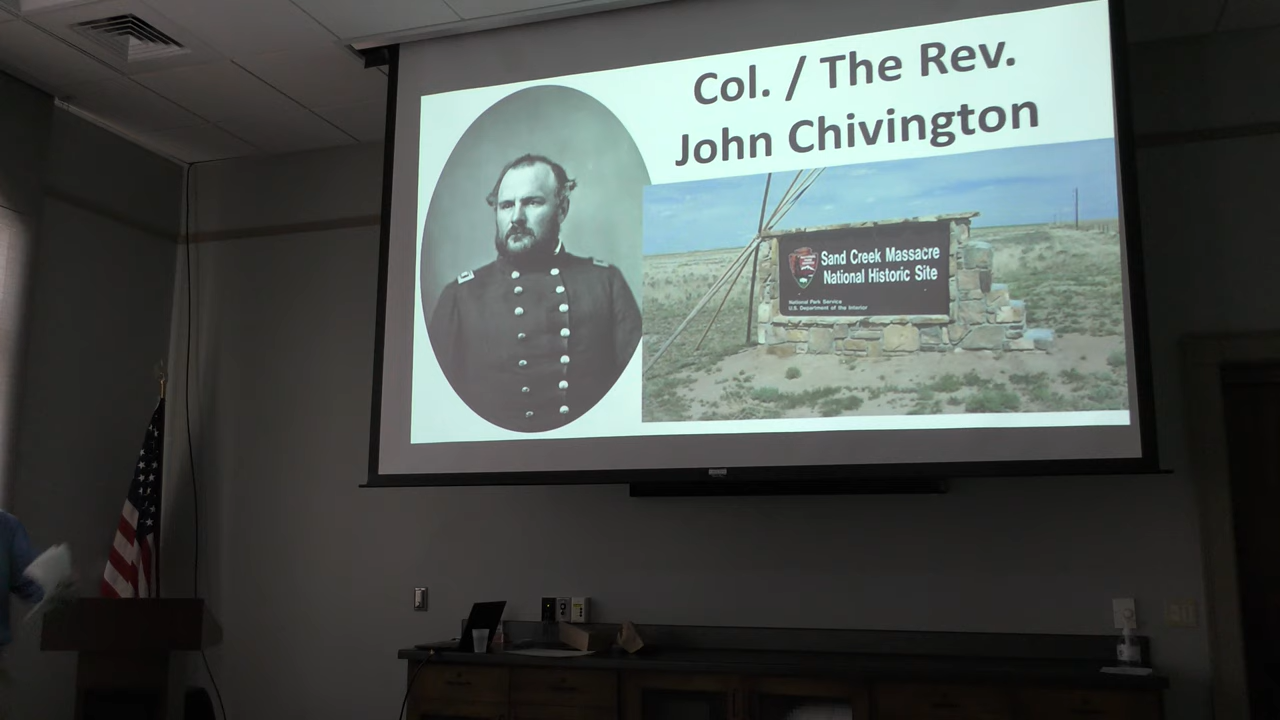 Col. / The Rev.
John Chivington
Sand Creek Massacre
National Historic Site
National Park Service
U.S. Department of the Interior